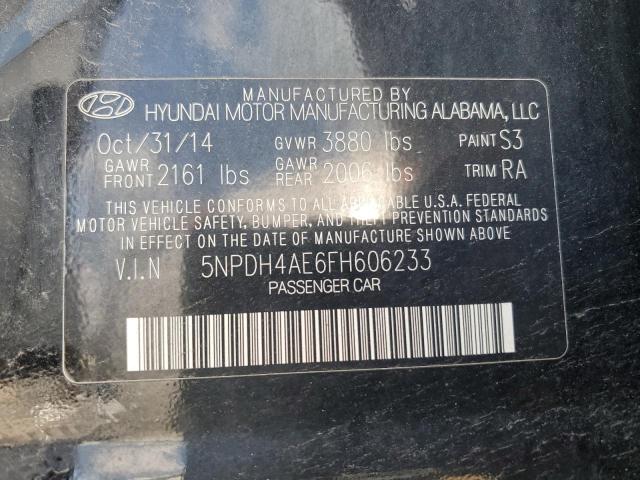 MANUFACTURED BY
HYUNDAI MOTOR MANUFACTURING ALABAMA, LLC
Oct/31/14 GVWR 3880 lbs PAINT S3
GAWR FRONT 2161 lbs GAWR REAR 2006 lbs TRIM RA
THIS VEHICLE CONFORMS TO ALL APPLICABLE U.S.A. FEDERAL
MOTOR VEHICLE SAFETY, BUMPER, AND THEFT PREVENTION STANDARDS
IN EFFECT ON THE DATE OF MANUFACTURE SHOWN ABOVE
V.I.N 5NPDH4AE6FH606233
PASSENGER CAR